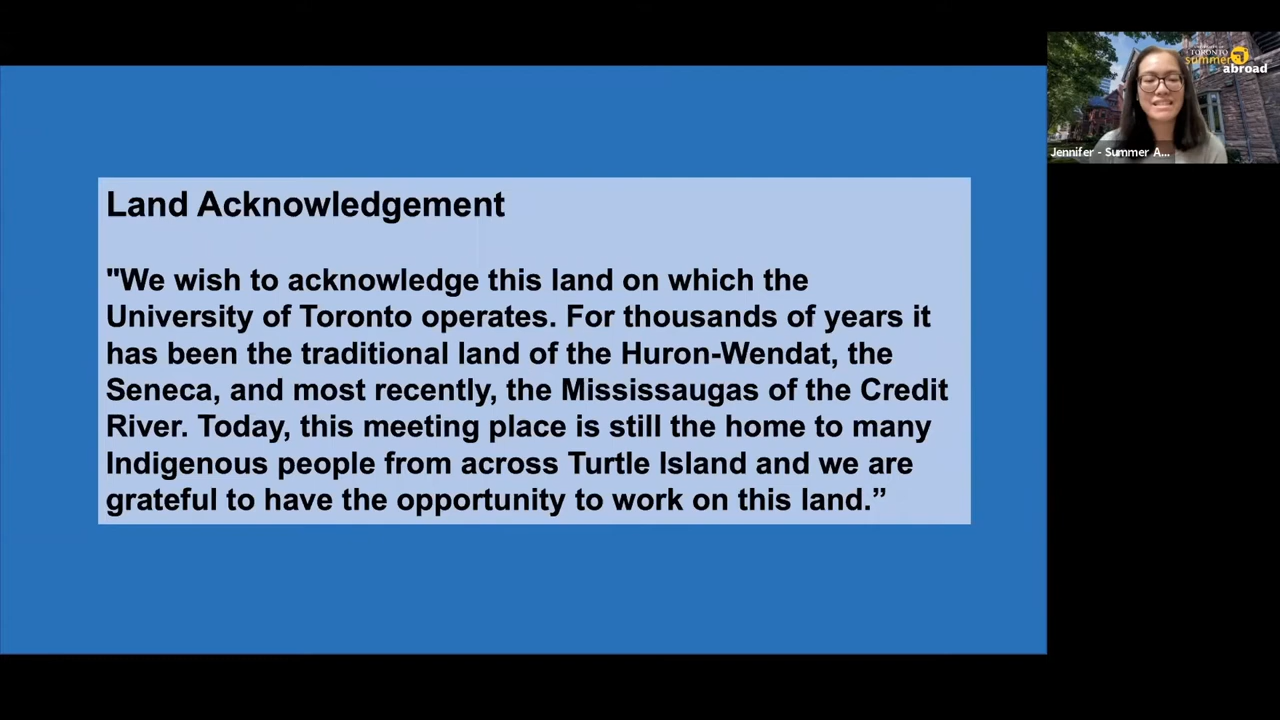 Land Acknowledgement
"We wish to acknowledge this land on which the
University of Toronto operates. For thousands of years it
has been the traditional land of the Huron-Wendat, the
Seneca, and most recently, the Mississaugas of the Credit
River. Today, this meeting place is still the home to many
Indigenous people from across Turtle Island and we are
grateful to have the opportunity to work on this land.”
TORONTO
summer
abroad
Jennifer - Summer A...